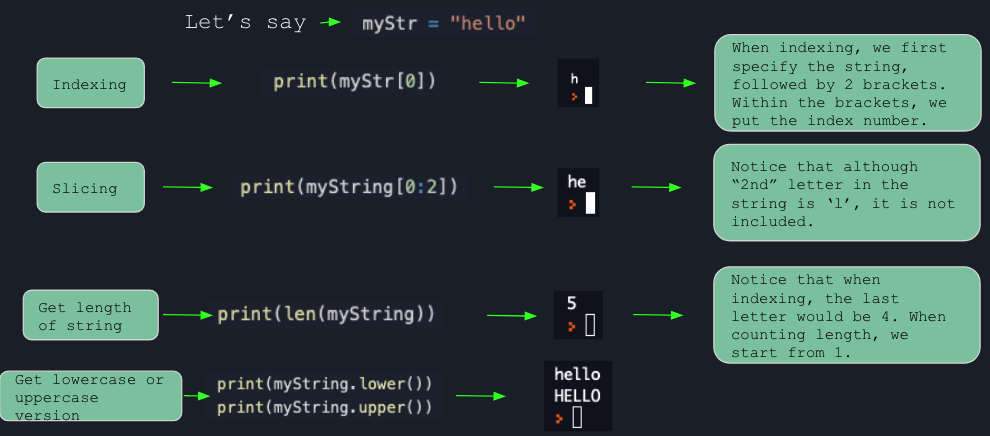 Let's say
myStr = "hello"
Indexing
print(myStr[0])
h
When indexing, we first
specify the string,
followed by 2 brackets.
Within the brackets, we
put the index number.
Slicing
print(myString[0:2])
he
Notice that although
“2nd” letter in the
string is ‘l’, it is not
included.
Get length
of string
print(len(myString))
5
Notice that when
indexing, the last
letter would be 4. When
counting length, we
start from 1.
Get lowercase or
uppercase
version
print(myString.lower())
print(myString.upper())
hello
HELLO